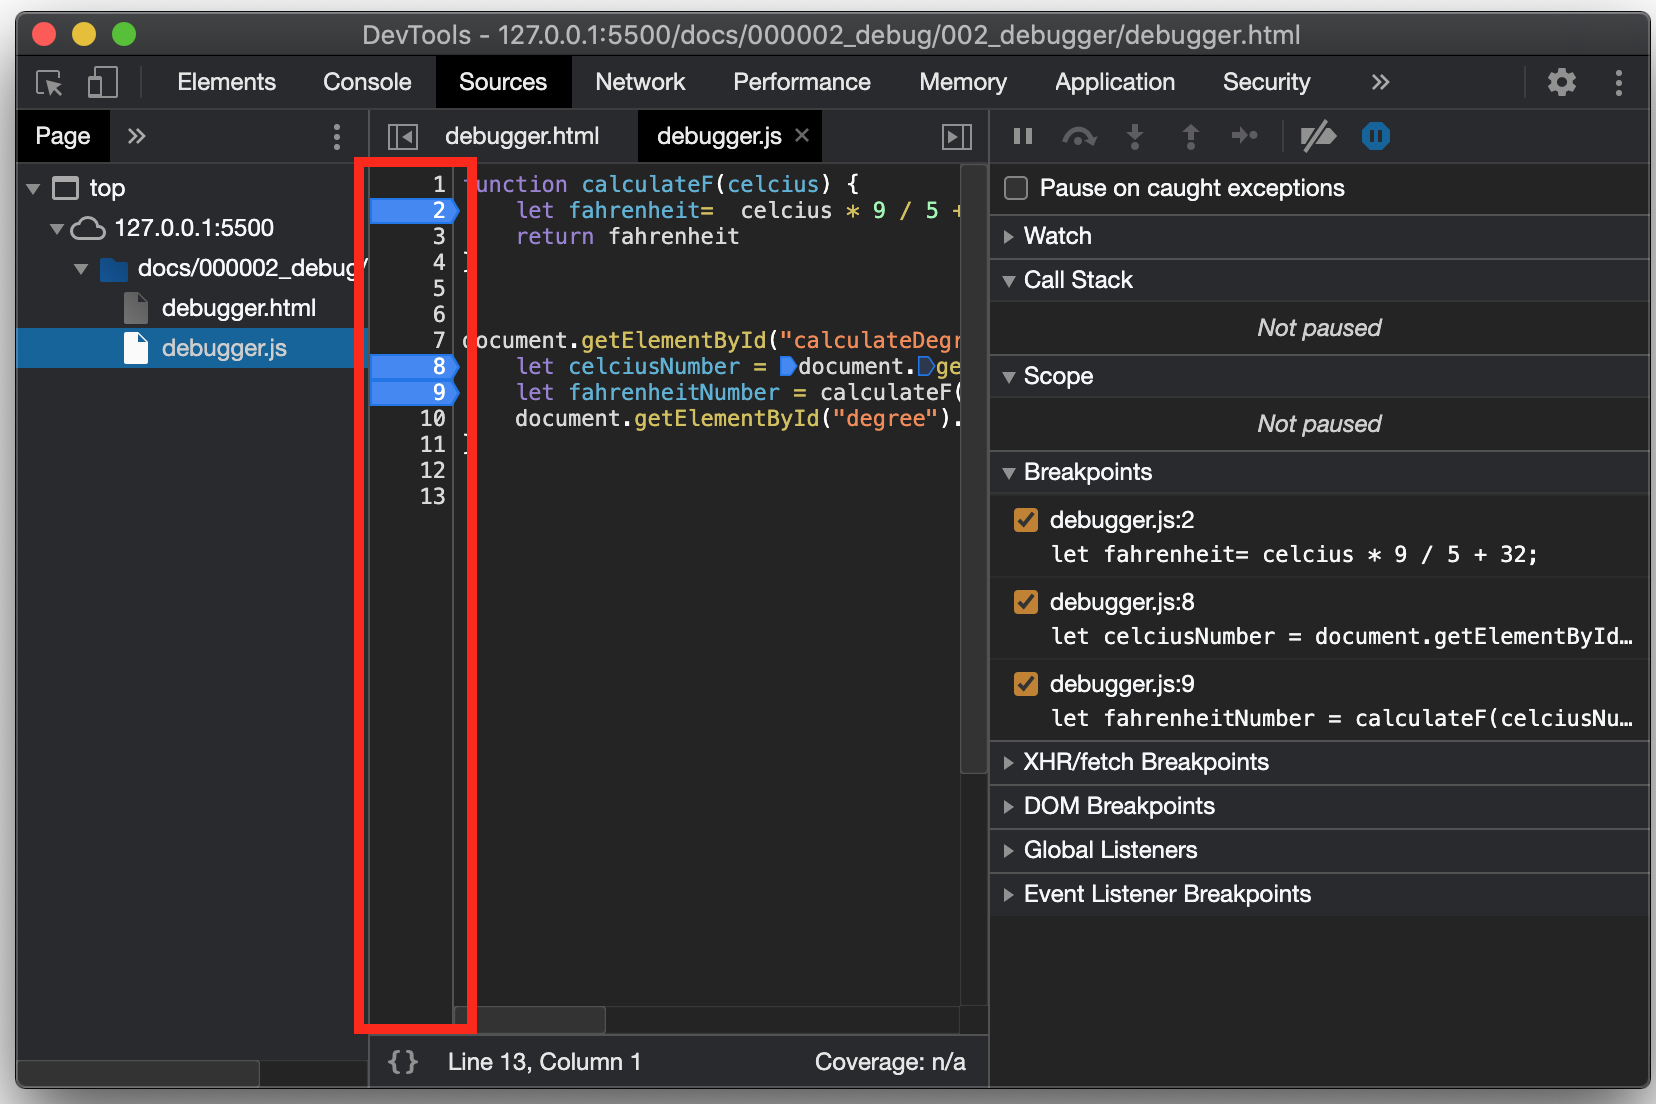 DevTools - 127.0.0.1:5500/docs/000002_debug/002_debugger/debugger.html
Elements Console Sources Network Performance Memory Application Security »
Page » debugger.html debugger.js ×
top
127.0.0.1:5500
docs/000002_debug/
debugger.html
debugger.js
1 unction calculateF(celcius) {
2 let fahrenheit= celcius * 9 / 5 +
3 return fahrenheit
4 }
5
6
7 document.getElementById("calculateDegr
8 let celciusNumber = document.ge
9 let fahrenheitNumber = calculateF(
10 document.getElementById("degree").
11 }
12
13
{} Line 13, Column 1 Coverage: n/a
Pause on caught exceptions
Watch
Call Stack
Not paused
Scope
Not paused
Breakpoints
debugger.js:2
let fahrenheit= celcius * 9 / 5 + 32;
debugger.js:8
let celciusNumber = document.getElementById…
debugger.js:9
let fahrenheitNumber = calculateF(celciusNu…
XHR/fetch Breakpoints
DOM Breakpoints
Global Listeners
Event Listener Breakpoints